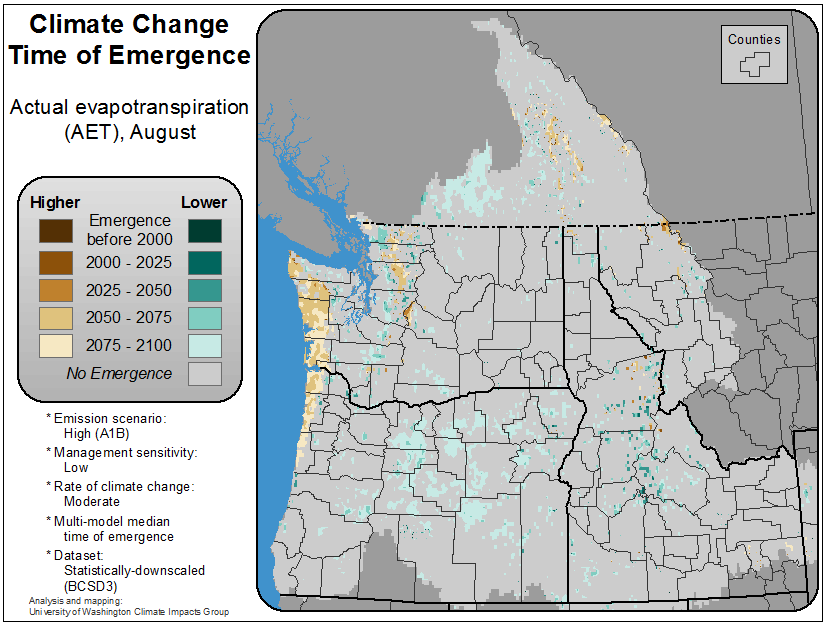 Climate Change
Time of Emergence
Actual evapotranspiration
(AET), August
Higher Lower
Emergence
before 2000
2000 - 2025
2025 - 2050
2050 - 2075
2075 - 2100
No Emergence
* Emission scenario:
High (A1B)
* Management sensitivity:
Low
* Rate of climate change:
Moderate
* Multi-model median
time of emergence
* Dataset:
Statistically-downscaled
(BCSD3)
Analysis and mapping:
University of Washington Climate Impacts Group
Counties